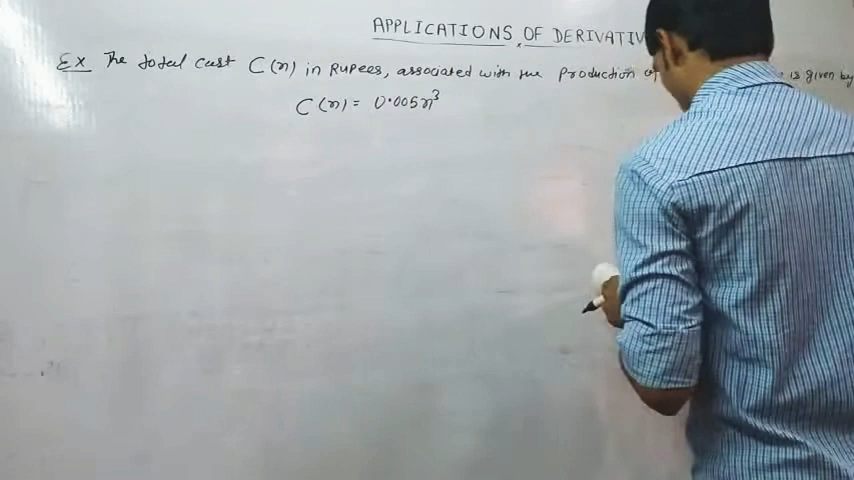 APPLICATIONS OF DERIVATIV
Ex The total cost C(x) in Rupees, associated with the Production of is given by
C(x) = 0.005x³